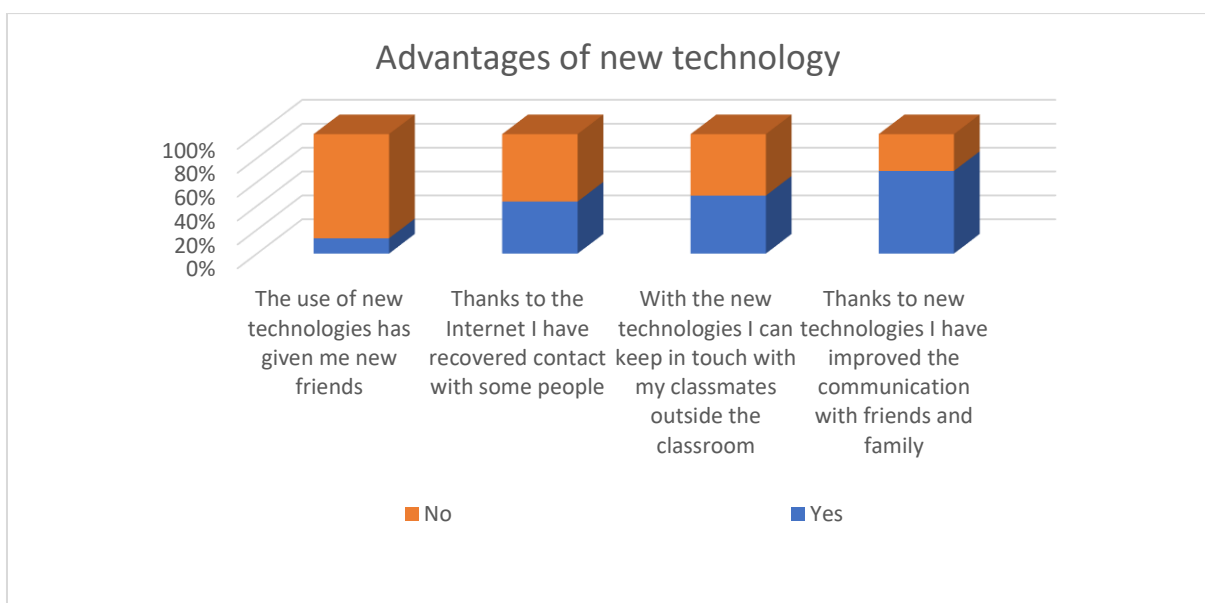 Advantages of new technology
100%
80%
60%
40%
20%
0%
The use of new
technologies has
given me new
friends
Thanks to the
Internet I have
recovered contact
with some people
With the new
technologies I can
keep in touch with
my classmates
outside the
classroom
Thanks to new
technologies I have
improved the
communication
with friends and
family
No
Yes